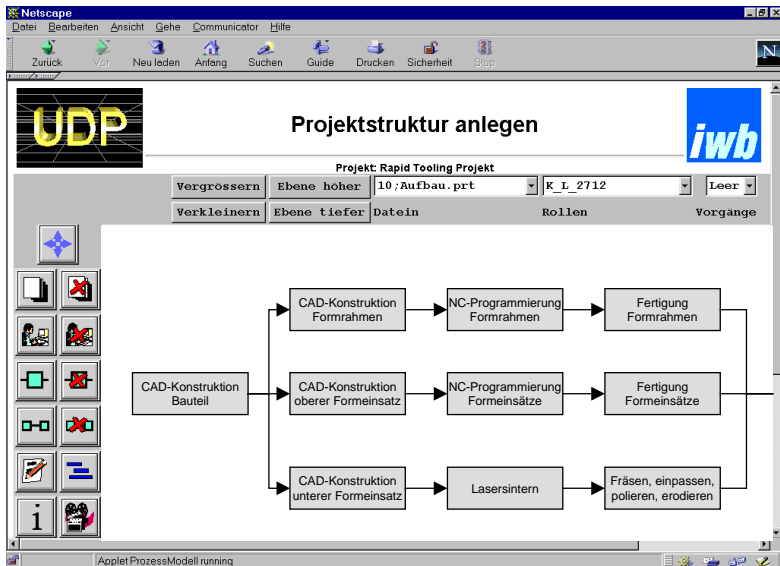 Netscape
Datei Bearbeiten Ansicht Gehe Communicator Hilfe
Zurück Vor Neu laden Anfang Suchen Guide Drucken Sicherheit Stop
N
UDP
Projektstruktur anlegen
iwb
Projekt: Rapid Tooling Projekt
Vergrössern Ebene höher 10;Aufbau.prt K_L_2712 Leer
Verkleinern Ebene tiefer Datein Rollen Vorgänge
CAD-Konstruktion
Formrahmen
NC-Programmierung
Formrahmen
Fertigung
Formrahmen
CAD-Konstruktion
Bauteil
CAD-Konstruktion
oberer Formeinsatz
NC-Programmierung
Formeinsätze
Fertigung
Formeinsätze
CAD-Konstruktion
unterer Formeinsatz
Lasersintern
Fräsen, einpassen,
polieren, erodieren
i
Applet ProzessModell running